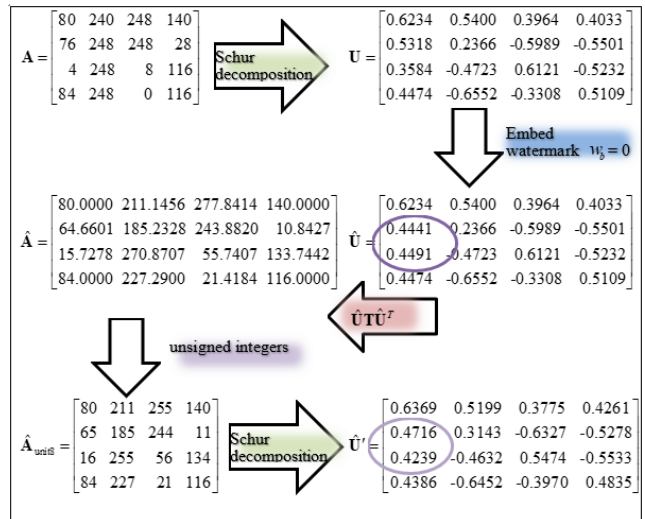 A = [80 240 248 140
76 248 248 28
4 248 8 116
84 248 0 116]
Schur
decomposition
U = [0.6234 0.5400 0.3964 0.4033
0.5318 0.2366 -0.5989 -0.5501
0.3584 -0.4723 0.6121 -0.5232
0.4474 -0.6552 -0.3308 0.5109]
Embed
watermark w_b = 0
Â = [80.0000 211.1456 277.8414 140.0000
64.6601 185.2328 243.8820 10.8427
15.7278 270.8707 55.7407 133.7442
84.0000 227.2900 21.4184 116.0000]
Û = [0.6234 0.5400 0.3964 0.4033
0.4441 0.2366 -0.5989 -0.5501
0.4491 -0.4723 0.6121 -0.5232
0.4474 -0.6552 -0.3308 0.5109]
ÛTÛ^T
unsigned integers
Â_unit8 = [80 211 255 140
65 185 244 11
16 255 56 134
84 227 21 116]
Schur
decomposition
Û′ = [0.6369 0.5199 0.3775 0.4261
0.4716 0.3143 -0.6327 -0.5278
0.4239 -0.4632 0.5474 -0.5533
0.4386 -0.6452 -0.3970 0.4835]